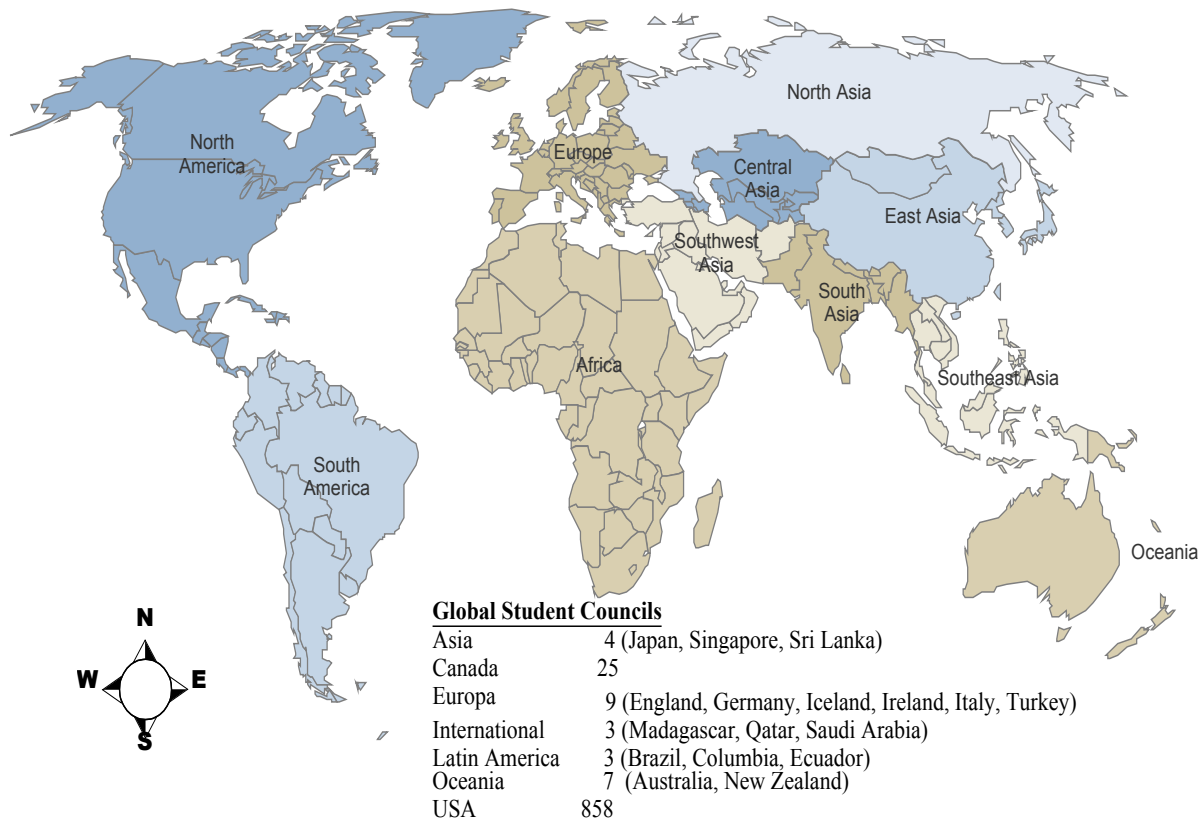 North Asia
North
America
Europe
Central
Asia
East Asia
Southwest
Asia
South
Asia
Africa
Southeast Asia
South
America
Oceania
N
W E
S
Global Student Councils
Asia 4 (Japan, Singapore, Sri Lanka)
Canada 25
Europa 9 (England, Germany, Iceland, Ireland, Italy, Turkey)
International 3 (Madagascar, Qatar, Saudi Arabia)
Latin America 3 (Brazil, Columbia, Ecuador)
Oceania 7 (Australia, New Zealand)
USA 858